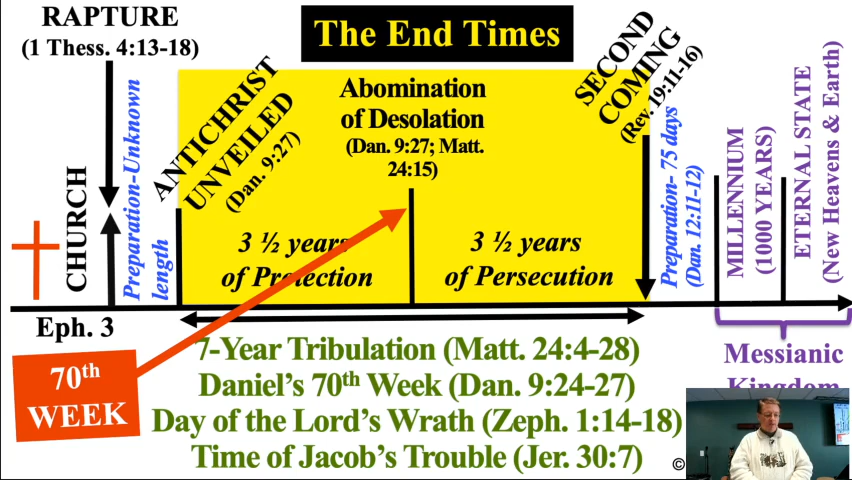 RAPTURE
(1 Thess. 4:13-18)
The End Times
CHURCH
Preparation-Unknown
length
ANTICHRIST
UNVEILED
(Dan. 9:27)
Abomination
of Desolation
(Dan. 9:27; Matt.
24:15)
SECOND
COMING
(Rev. 19:11-16)
Preparation- 75 days
(Dan. 12:11-12)
MILLENNIUM
(1000 YEARS)
ETERNAL STATE
(New Heavens & Earth)
3 ½ years
of Protection
3 ½ years
of Persecution
Eph. 3
70th
WEEK
7-Year Tribulation (Matt. 24:4-28)
Daniel's 70th Week (Dan. 9:24-27)
Day of the Lord's Wrath (Zeph. 1:14-18)
Time of Jacob's Trouble (Jer. 30:7)
Messianic
Kingdom
©